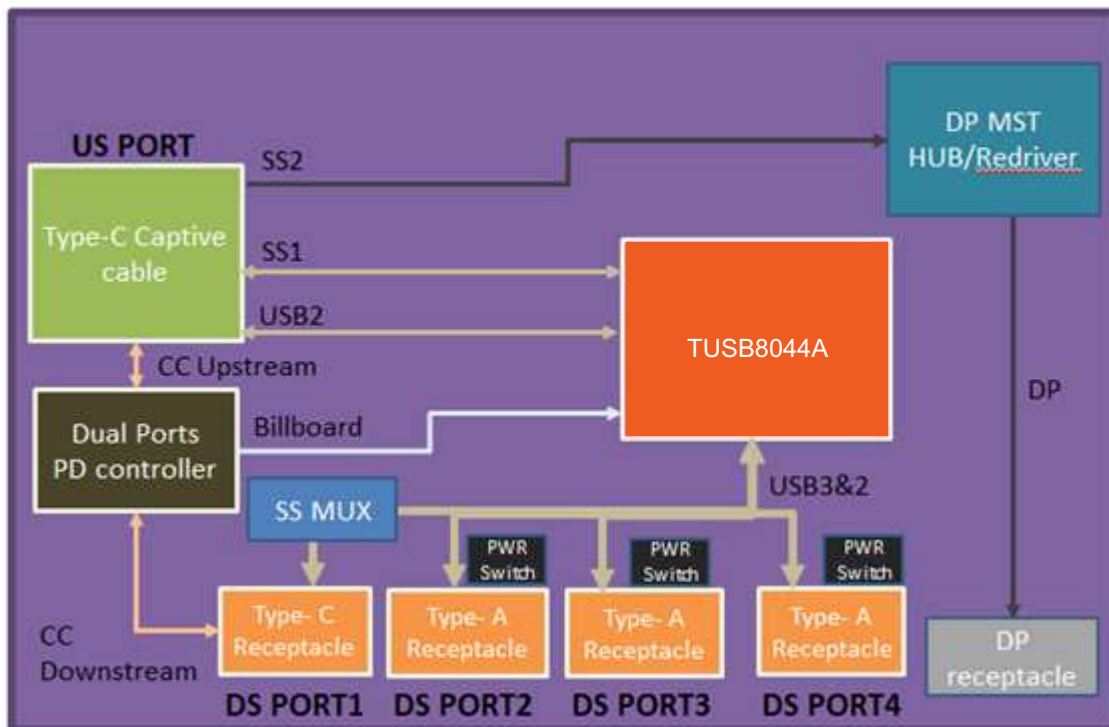 US PORT
Type-C Captive
cable
SS2
SS1
USB2
CC Upstream
DP MST
HUB/Redriver
TUSB8044A
DP
Dual Ports
PD controller
Billboard
USB3&2
SS MUX
PWR
Switch
PWR
Switch
PWR
Switch
Type- C
Receptacle
Type- A
Receptacle
Type- A
Receptacle
Type- A
Receptacle
CC
Downstream
DP
receptacle
DS PORT1
DS PORT2
DS PORT3
DS PORT4